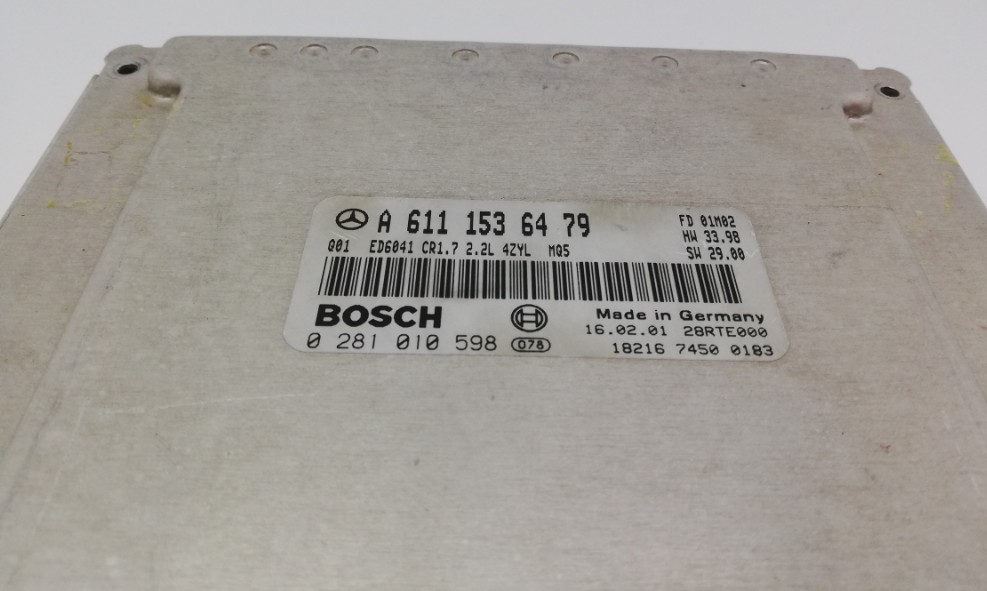 A 611 153 64 79
FD 01M02
HW 33.98
SW 29.00
Q01 ED6041 CR1.7 2.2L 4ZYL MQ5
BOSCH
Made in Germany
16.02.01 28RTE000
0 281 010 598 078
18216 7450 0183